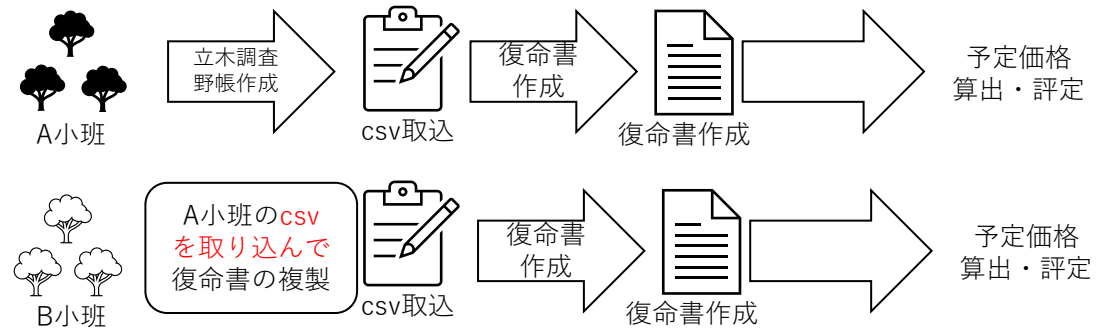 立木調査
野帳作成
復命書
作成
予定価格
算出・評定
A小班
csv取込
復命書作成
A小班のcsv
を取り込んで
復命書の複製
復命書
作成
予定価格
算出・評定
B小班
csv取込
復命書作成